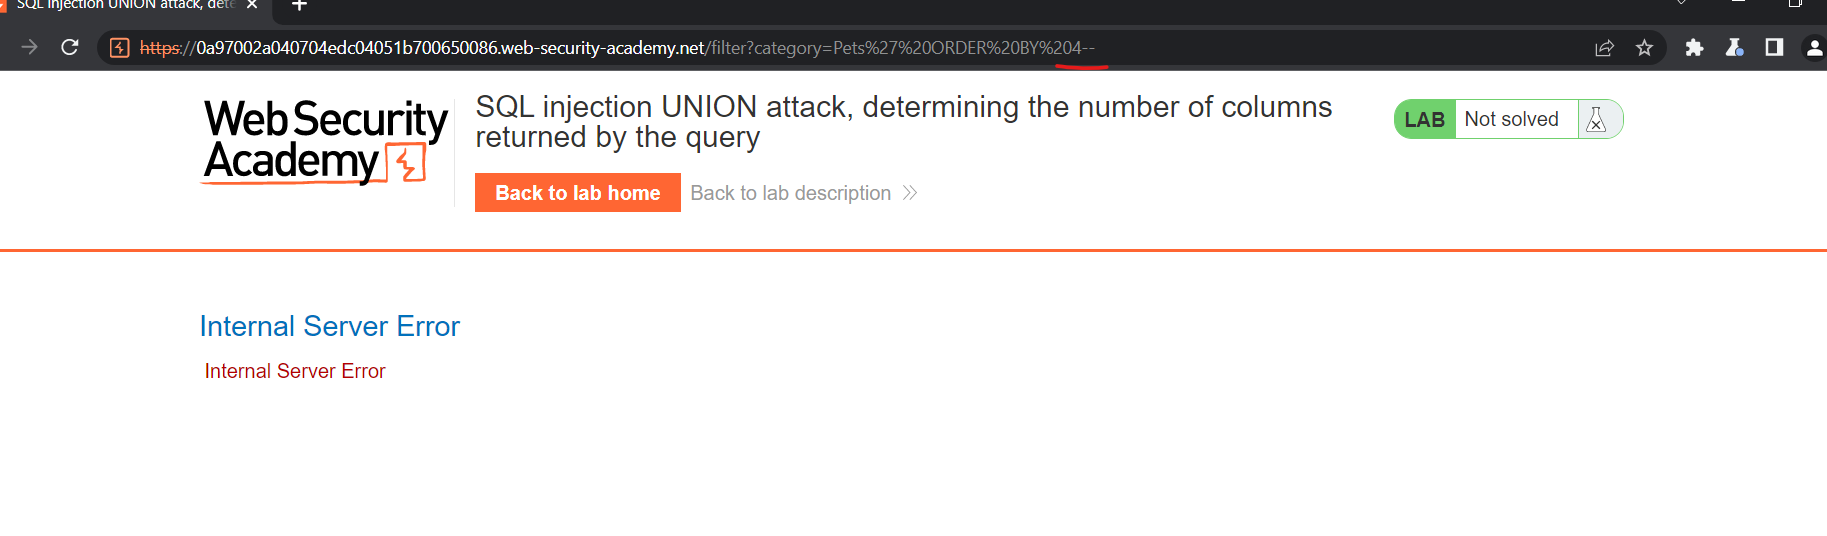 SQL injection UNION attack, dete
https://0a97002a040704edc04051b700650086.web-security-academy.net/filter?category=Pets%27%20ORDER%20BY%204--
Web Security
Academy
SQL injection UNION attack, determining the number of columns
returned by the query
LAB Not solved
Back to lab home Back to lab description
Internal Server Error
Internal Server Error